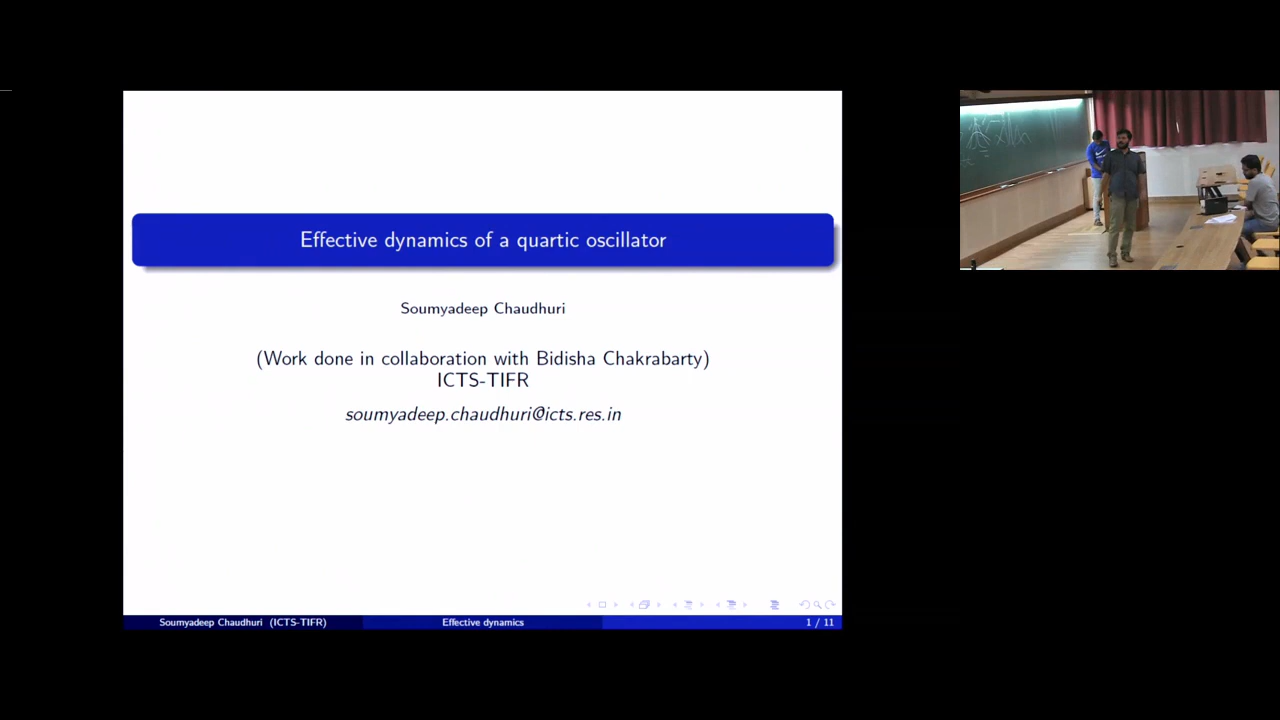 Effective dynamics of a quartic oscillator
Soumyadeep Chaudhuri
(Work done in collaboration with Bidisha Chakrabarty)
ICTS-TIFR
soumyadeep.chaudhuri@icts.res.in
Soumyadeep Chaudhuri (ICTS-TIFR)
Effective dynamics
1 / 11